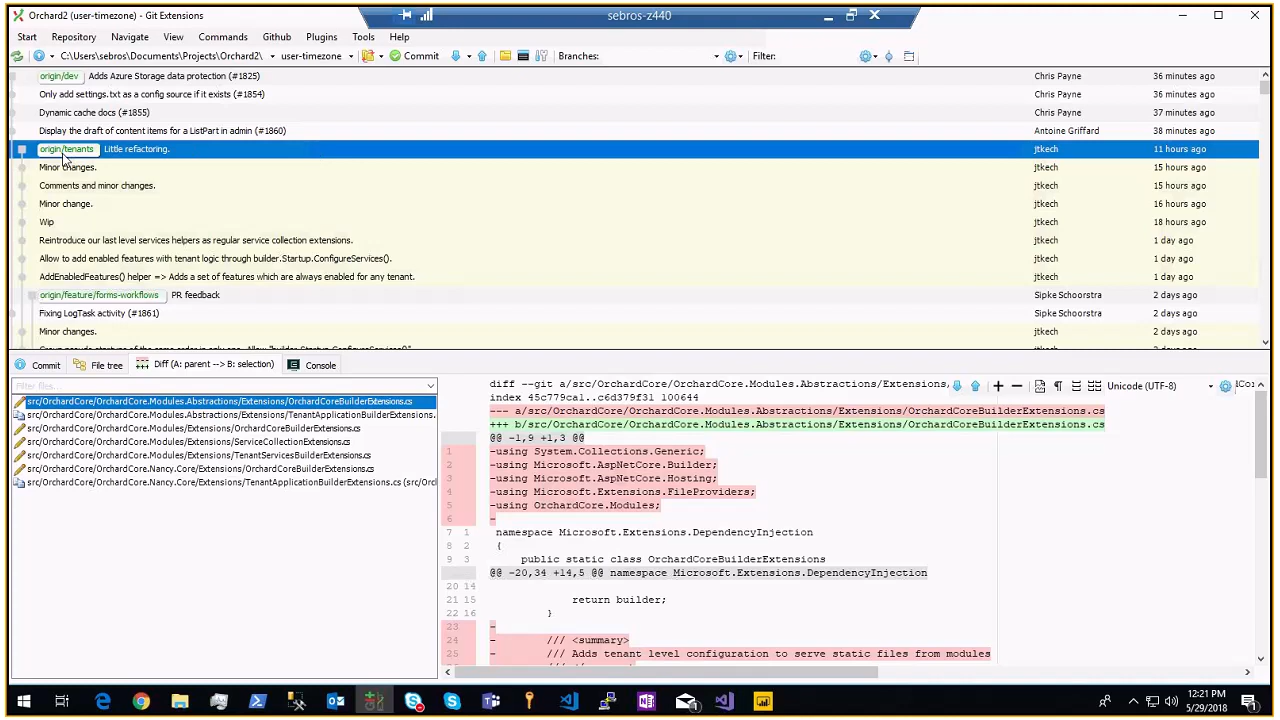 Orchard2 (user-timezone) - Git Extensions
sebros-z440
Start Repository Navigate View Commands Github Plugins Tools Help
C:\Users\sebros\Documents\Projects\Orchard2\ user-timezone Commit Branches: Filter:
origin/dev Adds Azure Storage data protection (#1825) Chris Payne 36 minutes ago
Only add settings.txt as a config source if it exists (#1854) Chris Payne 36 minutes ago
Dynamic cache docs (#1855) Chris Payne 37 minutes ago
Display the draft of content items for a ListPart in admin (#1860) Antoine Griffard 38 minutes ago
origin/tenants Little refactoring. jtkech 11 hours ago
Minor changes. jtkech 15 hours ago
Comments and minor changes. jtkech 15 hours ago
Minor change. jtkech 16 hours ago
Wip jtkech 18 hours ago
Reintroduce our last level services helpers as regular service collection extensions. jtkech 1 day ago
Allow to add enabled features with tenant logic through builder.Startup.ConfigureServices(). jtkech 1 day ago
AddEnabledFeatures() helper => Adds a set of features which are always enabled for any tenant. jtkech 1 day ago
origin/feature/forms-workflows PR feedback Sipke Schoorstra 2 days ago
Fixing LogTask activity (#1861) Sipke Schoorstra 2 days ago
Minor changes. jtkech 2 days ago
Commit File tree Diff (A: parent --> B: selection) Console
Filter files...
src/OrchardCore/OrchardCore.Modules.Abstractions/Extensions/OrchardCoreBuilderExtensions.cs
src/OrchardCore/OrchardCore.Modules.Abstractions/Extensions/TenantApplicationBuilderExtensions.
src/OrchardCore/OrchardCore.Modules/Extensions/OrchardCoreBuilderExtensions.cs
src/OrchardCore/OrchardCore.Modules/Extensions/ServiceCollectionExtensions.cs
src/OrchardCore/OrchardCore.Modules/Extensions/TenantServicesBuilderExtensions.cs
src/OrchardCore/OrchardCore.Nancy.Core/Extensions/OrchardCoreBuilderExtensions.cs
src/OrchardCore/OrchardCore.Nancy.Core/Extensions/TenantApplicationBuilderExtensions.cs (src/Orc
Unicode (UTF-8)
diff --git a/src/OrchardCore/OrchardCore.Modules.Abstractions/Extensions,
index 45c779ca1..c6d379f31 100644
--- a/src/OrchardCore/OrchardCore.Modules.Abstractions/Extensions/OrchardCoreBuilderExtensions.cs
+++ b/src/OrchardCore/OrchardCore.Modules.Abstractions/Extensions/OrchardCoreBuilderExtensions.cs
@@ -1,9 +1,3 @@
1 -using System.Collections.Generic;
2 -using Microsoft.AspNetCore.Builder;
3 -using Microsoft.AspNetCore.Hosting;
4 -using Microsoft.Extensions.FileProviders;
5 -using OrchardCore.Modules;
6 -
7 1 namespace Microsoft.Extensions.DependencyInjection
8 2 {
9 3 public static class OrchardCoreBuilderExtensions
@@ -20,34 +14,5 @@ namespace Microsoft.Extensions.DependencyInjection
20 14
21 15 return builder;
22 16 }
23 -
24 - /// <summary>
25 - /// Adds tenant level configuration to serve static files from modules
12:21 PM
5/29/2018